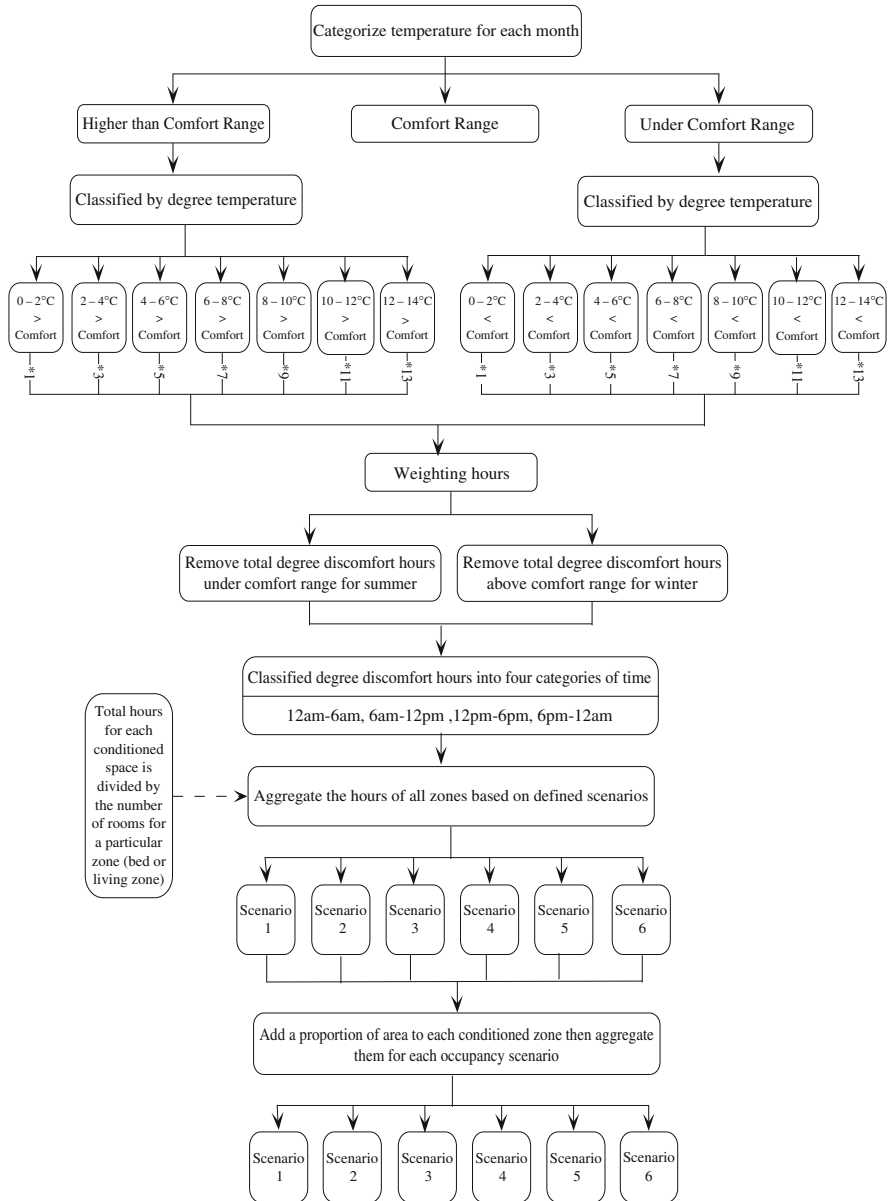 Categorize temperature for each month
Higher than Comfort Range
Comfort Range
Under Comfort Range
Classified by degree temperature
Classified by degree temperature
0 – 2°C
>
Comfort
2 – 4°C
>
Comfort
4 – 6°C
>
Comfort
6 – 8°C
>
Comfort
8 – 10°C
>
Comfort
10 – 12°C
>
Comfort
12 – 14°C
>
Comfort
0 – 2°C
<
Comfort
2 – 4°C
<
Comfort
4 – 6°C
<
Comfort
6 – 8°C
<
Comfort
8 – 10°C
<
Comfort
10 – 12°C
<
Comfort
12 – 14°C
<
Comfort
*1
*3
*5
*7
*9
*11
*13
*1
*3
*5
*7
*9
*11
*13
Weighting hours
Remove total degree discomfort hours
under comfort range for summer
Remove total degree discomfort hours
above comfort range for winter
Classified degree discomfort hours into four categories of time
12am-6am, 6am-12pm ,12pm-6pm, 6pm-12am
Total hours
for each
conditioned
space is
divided by
the number
of rooms for
a particular
zone (bed or
living zone)
Aggregate the hours of all zones based on defined scenarios
Scenario
1
Scenario
2
Scenario
3
Scenario
4
Scenario
5
Scenario
6
Add a proportion of area to each conditioned zone then aggregate
them for each occupancy scenario
Scenario
1
Scenario
2
Scenario
3
Scenario
4
Scenario
5
Scenario
6